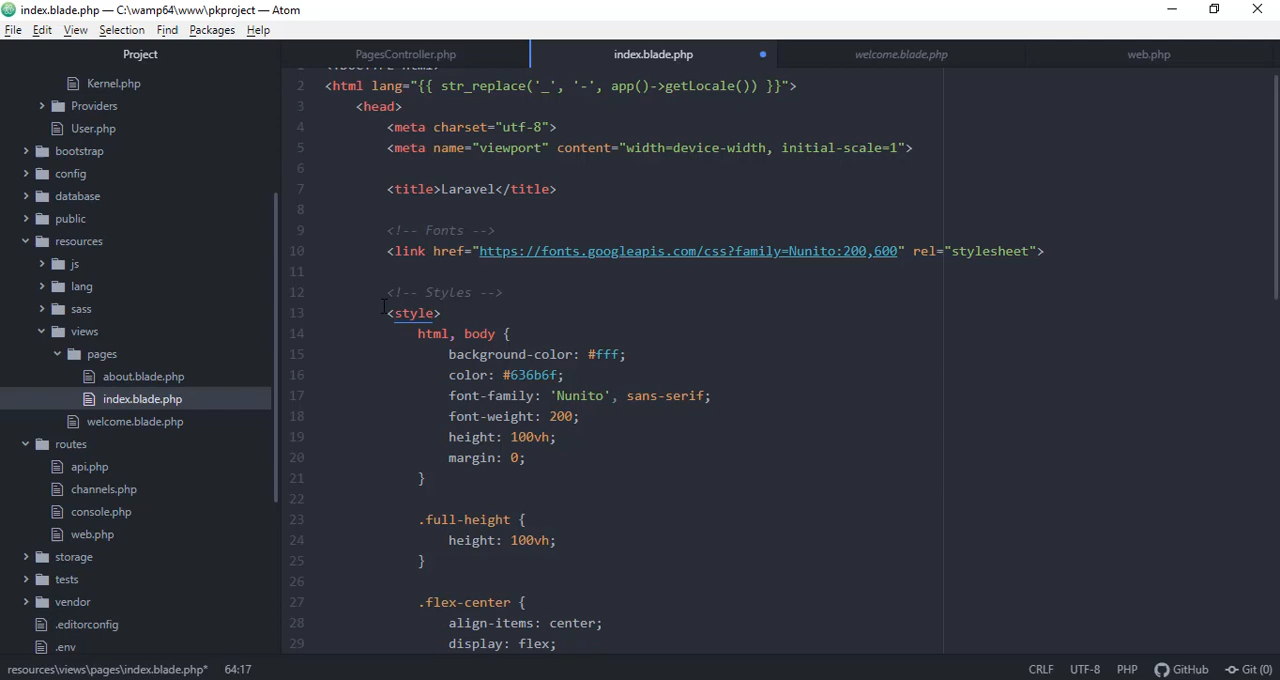 index.blade.php — C:\wamp64\www\pkproject — Atom
File Edit View Selection Find Packages Help
Project
PagesController.php index.blade.php welcome.blade.php web.php
Kernel.php
Providers
User.php
bootstrap
config
database
public
resources
js
lang
sass
views
pages
about.blade.php
index.blade.php
welcome.blade.php
routes
api.php
channels.php
console.php
web.php
storage
tests
vendor
.editorconfig
.env
2 <html lang="{{ str_replace('_', '-', app()->getLocale()) }}">
3 <head>
4 <meta charset="utf-8">
5 <meta name="viewport" content="width=device-width, initial-scale=1">
6
7 <title>Laravel</title>
8
9 <!-- Fonts -->
10 <link href="https://fonts.googleapis.com/css?family=Nunito:200,600" rel="stylesheet">
11
12 <!-- Styles -->
13 <style>
14 html, body {
15 background-color: #fff;
16 color: #636b6f;
17 font-family: 'Nunito', sans-serif;
18 font-weight: 200;
19 height: 100vh;
20 margin: 0;
21 }
22
23 .full-height {
24 height: 100vh;
25 }
26
27 .flex-center {
28 align-items: center;
29 display: flex;
resources\views\pages\index.blade.php* 64:17 CRLF UTF-8 PHP GitHub Git (0)